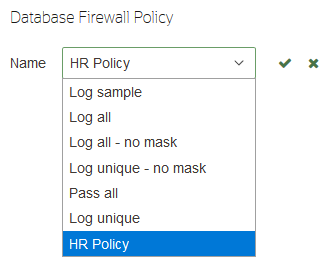 Database Firewall Policy
Name HR Policy
Log sample
Log all
Log all - no mask
Log unique - no mask
Pass all
Log unique
HR Policy